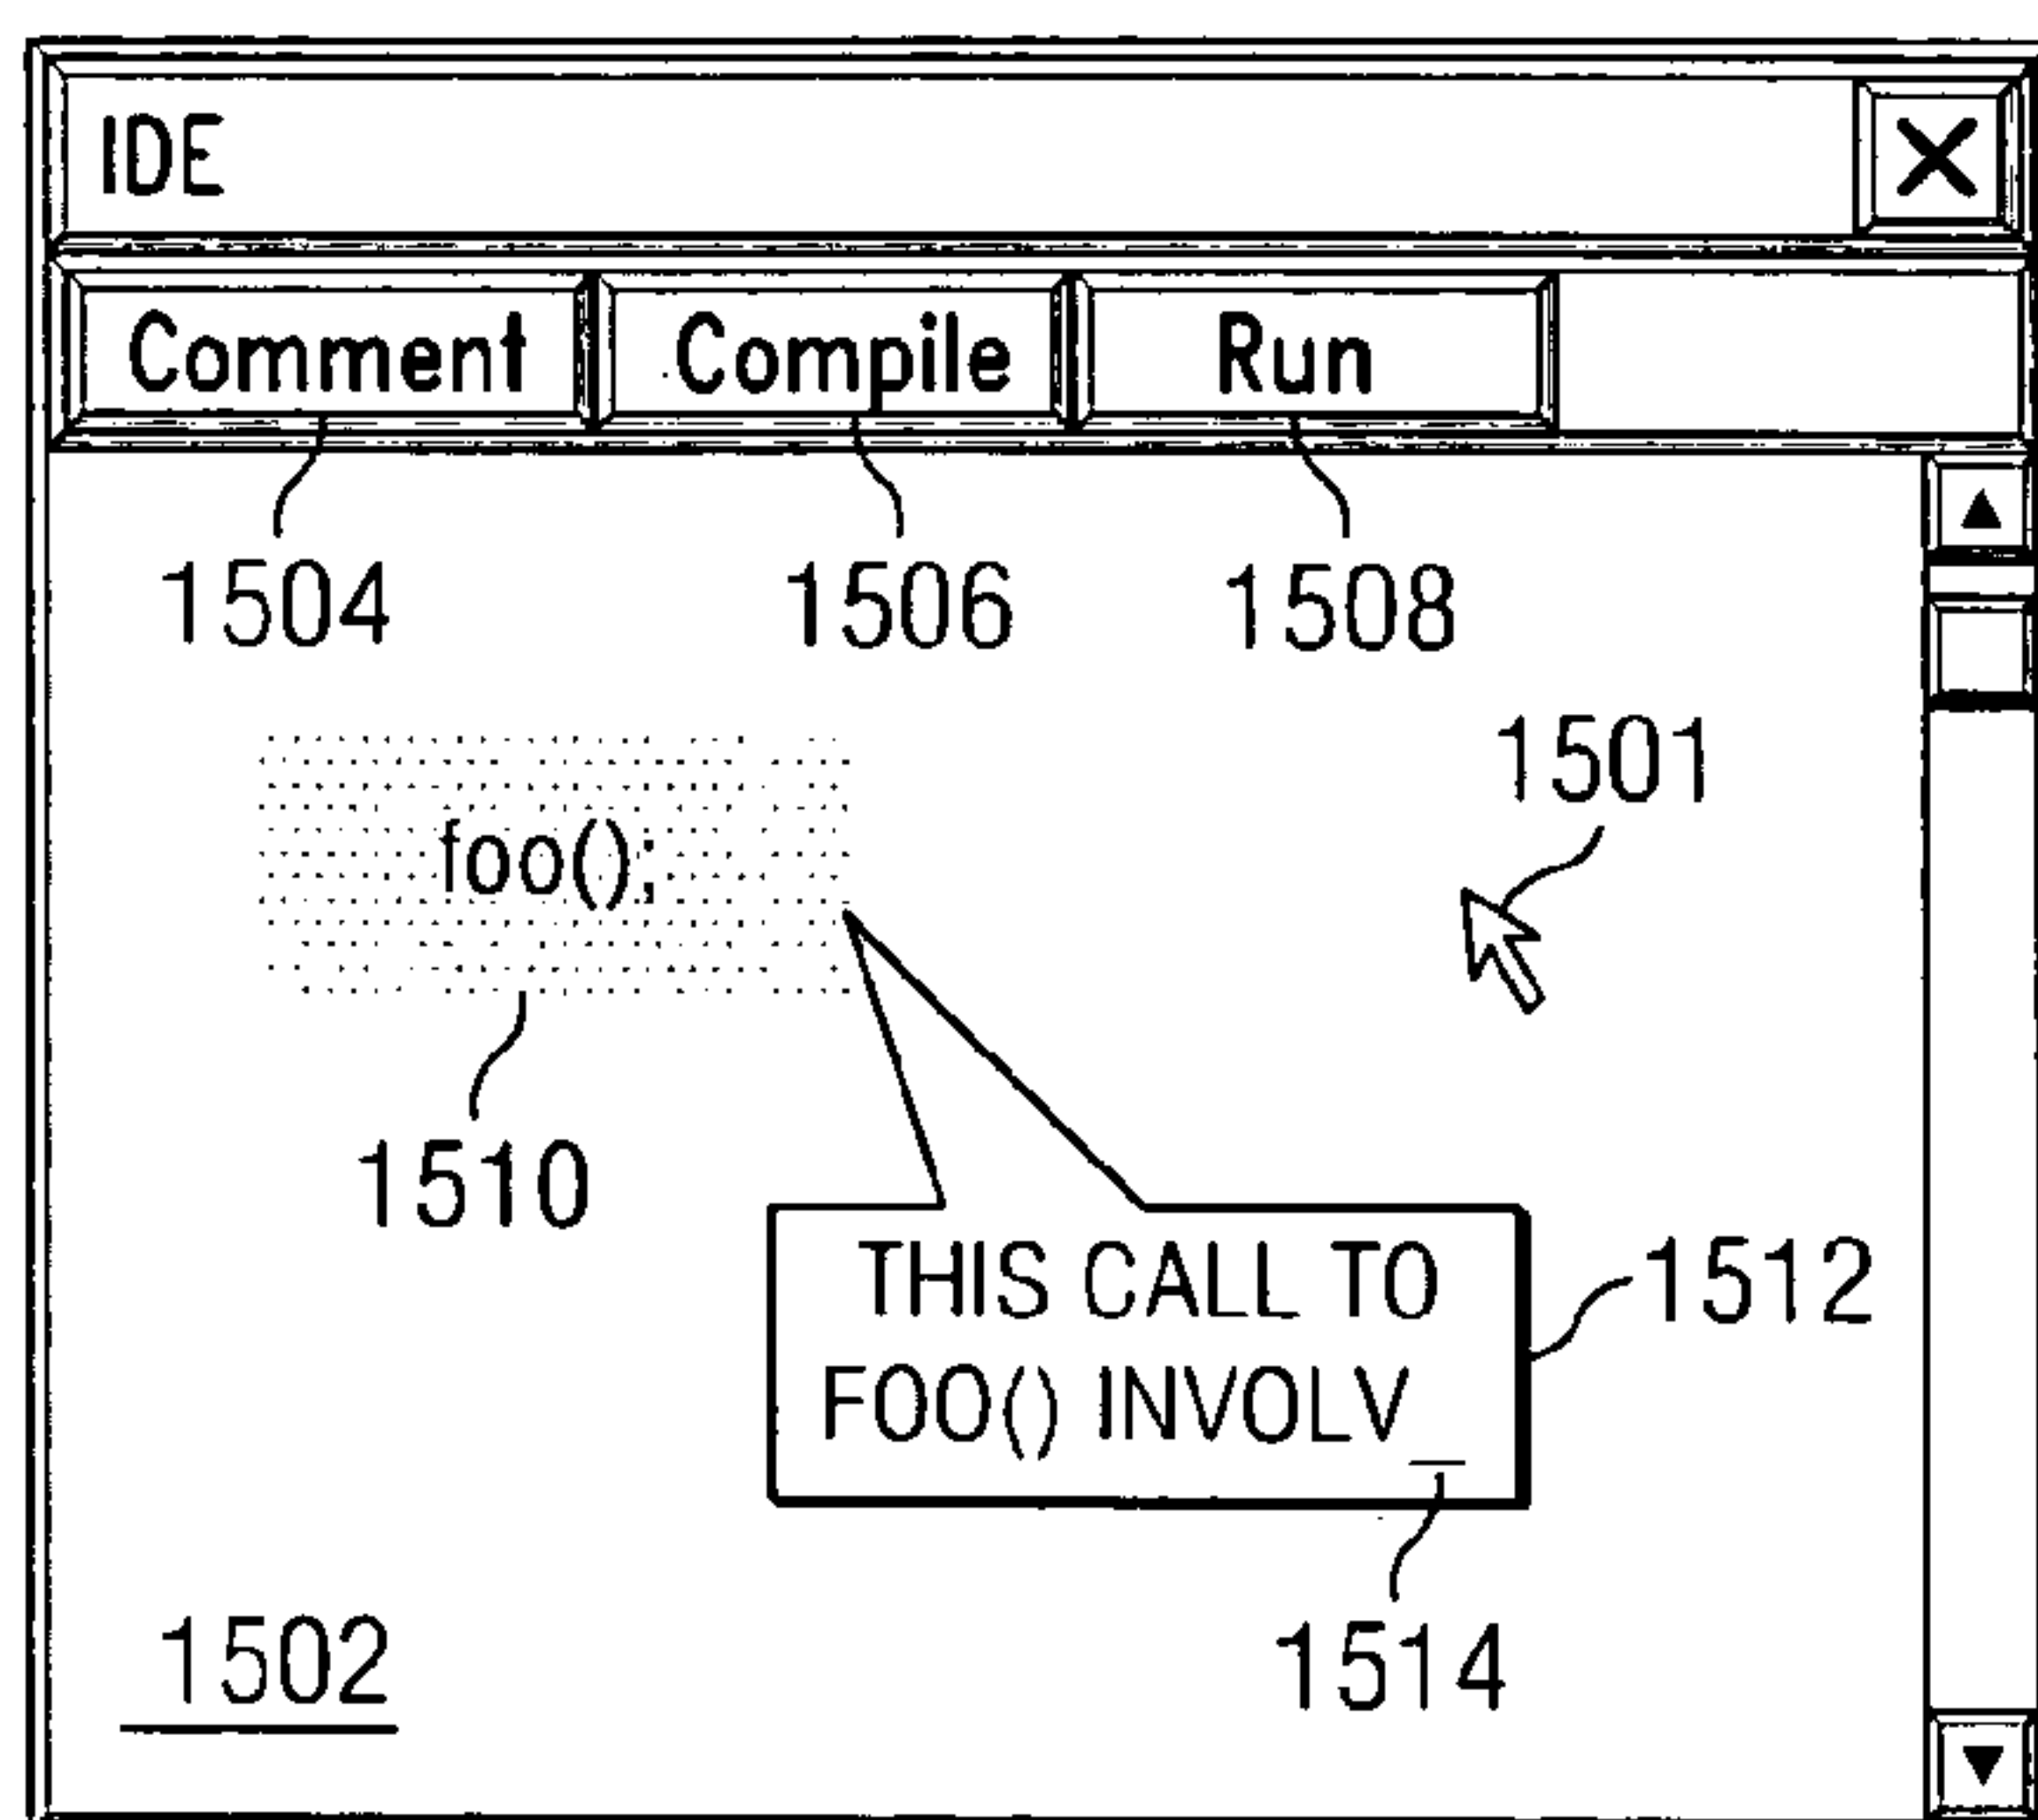 IDE
Comment Compile Run
1504 1506 1508
1501
foo();
1510
THIS CALL TO
FOO() INVOLV_
1512
1514
1502